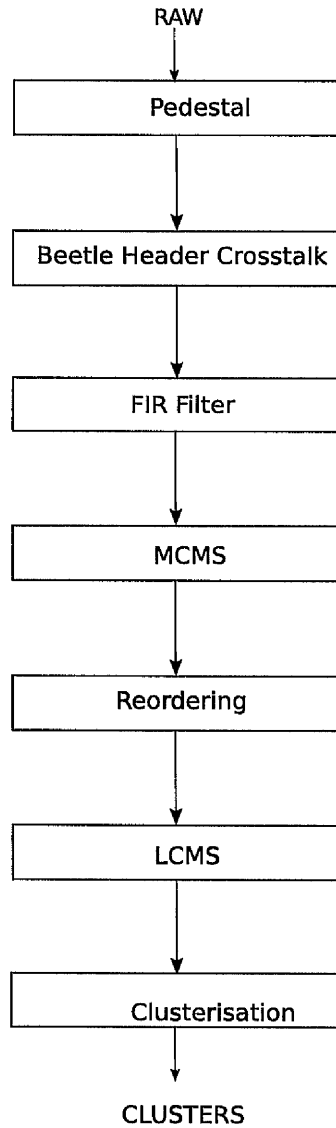 RAW
Pedestal
Beetle Header Crosstalk
FIR Filter
MCMS
Reordering
LCMS
Clusterisation
CLUSTERS